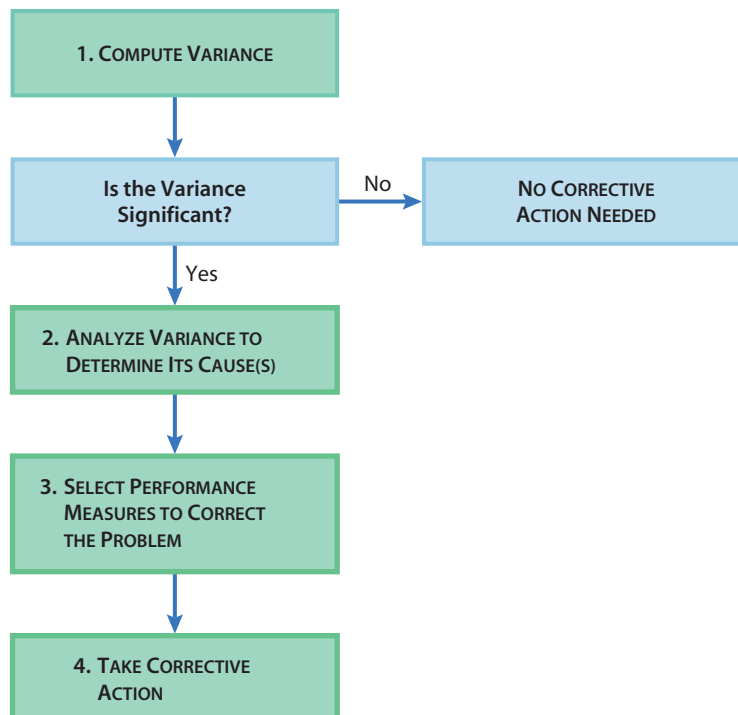 1. COMPUTE VARIANCE
Is the Variance
Significant?
No
NO CORRECTIVE
ACTION NEEDED
Yes
2. ANALYZE VARIANCE TO
DETERMINE ITS CAUSE(S)
3. SELECT PERFORMANCE
MEASURES TO CORRECT
THE PROBLEM
4. TAKE CORRECTIVE
ACTION